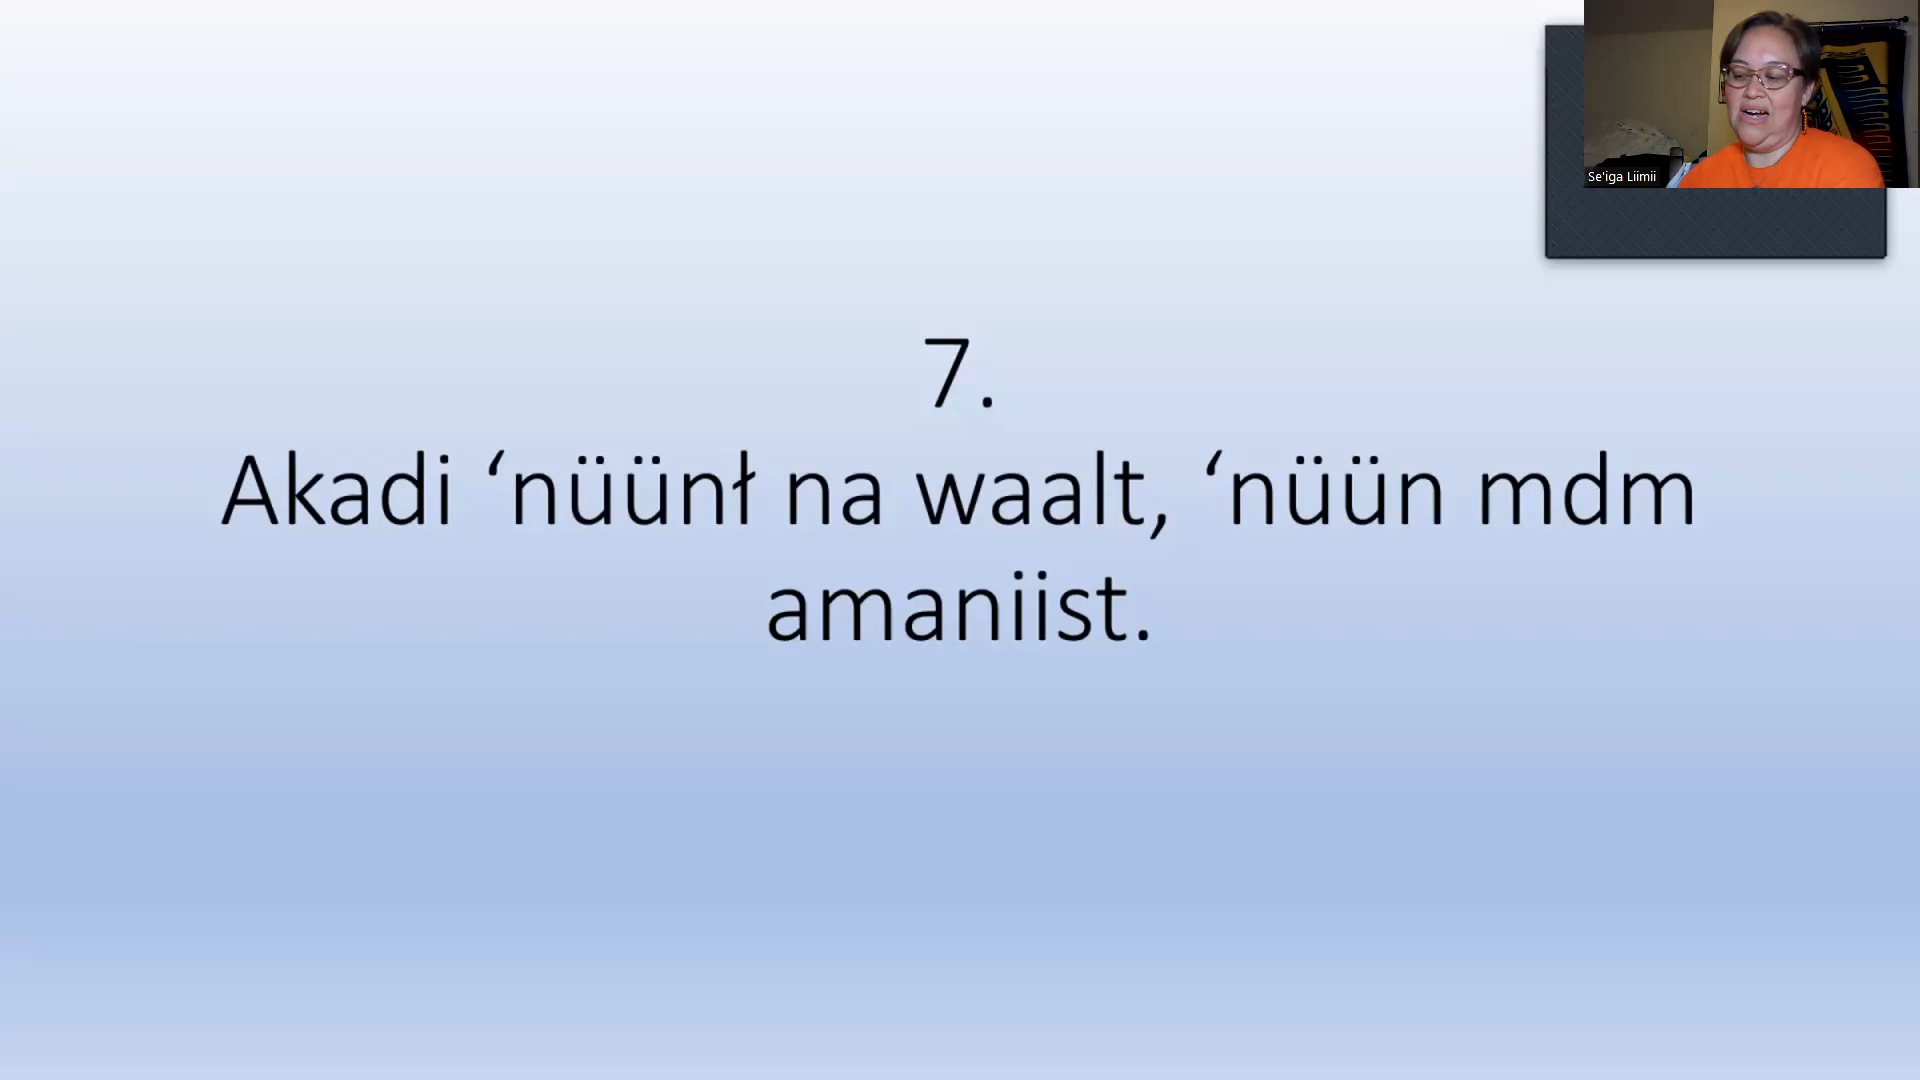 Se'iga Liimii
7.
Akadi ‘nüünł na waalt, ‘nüün mdm
amaniist.